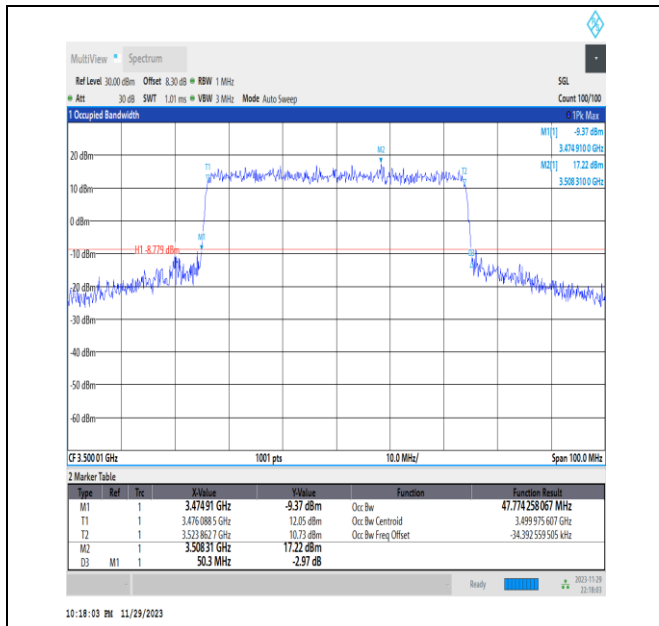 MultiView Spectrum
Ref Level 30.00 dBm Offset 8.30 dB RBW 1 MHz SGL
Att 30 dB SWT 1.01 ms VBW 3 MHz Mode Auto Sweep Count 100/100
1 Occupied Bandwidth 1Pk Max
M1[1] -9.37 dBm
3.474 910 0 GHz
M2[1] 17.22 dBm
3.508 310 0 GHz
M2
20 dBm
T1
T2
10 dBm
0 dBm
M1
H1 -8.779 dBm
-10 dBm
D3
-20 dBm
-30 dBm
-40 dBm
-50 dBm
-60 dBm
CF 3.500 01 GHz 1001 pts 10.0 MHz/ Span 100.0 MHz
2 Marker Table
Type Ref Trc X-Value Y-Value Function Function Result
M1 1 3.474 91 GHz -9.37 dBm Occ Bw 47.774 258 067 MHz
T1 1 3.476 088 5 GHz 12.05 dBm Occ Bw Centroid 3.499 975 607 GHz
T2 1 3.523 862 7 GHz 10.73 dBm Occ Bw Freq Offset -34.392 559 505 kHz
M2 1 3.508 31 GHz 17.22 dBm
D3 M1 1 50.3 MHz -2.97 dB
Ready 2023-11-29
22:18:03
10:18:03 PM 11/29/2023